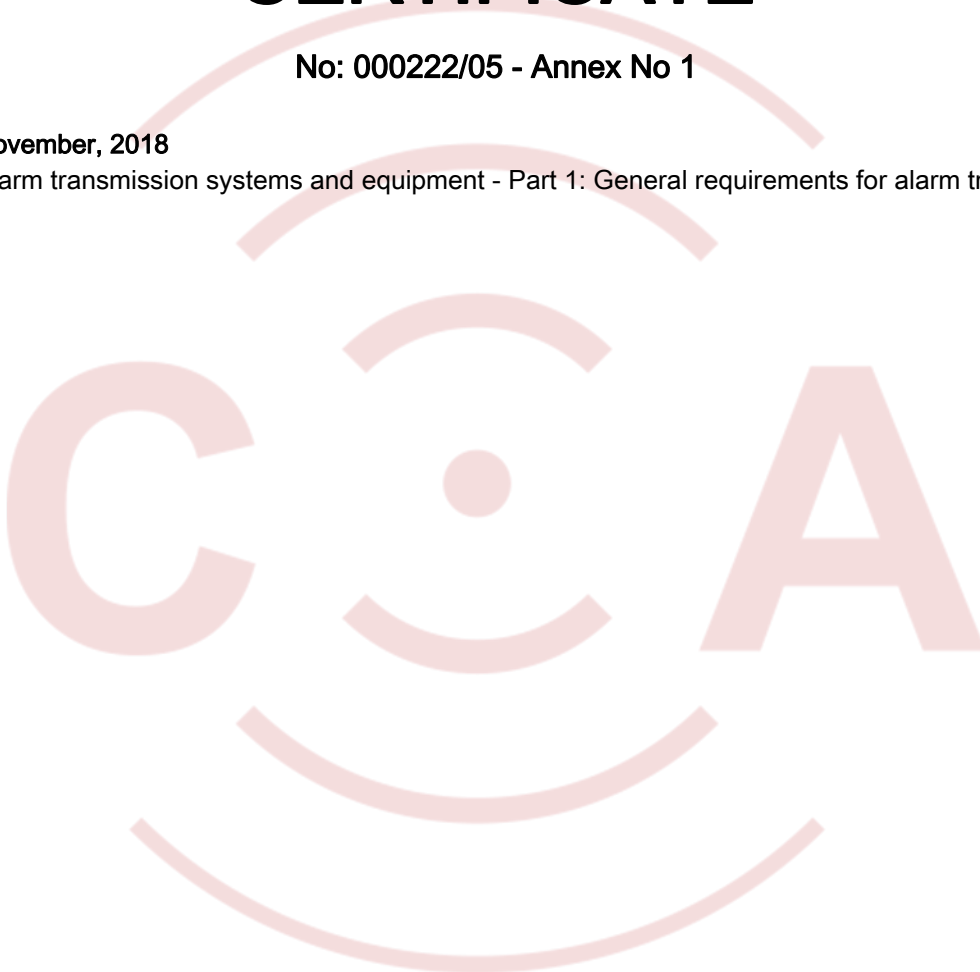 CERTIFICATE
No: 000222/05 - Annex No 1
ovember, 2018
arm transmission systems and equipment - Part 1: General requirements for alarm tr
C A